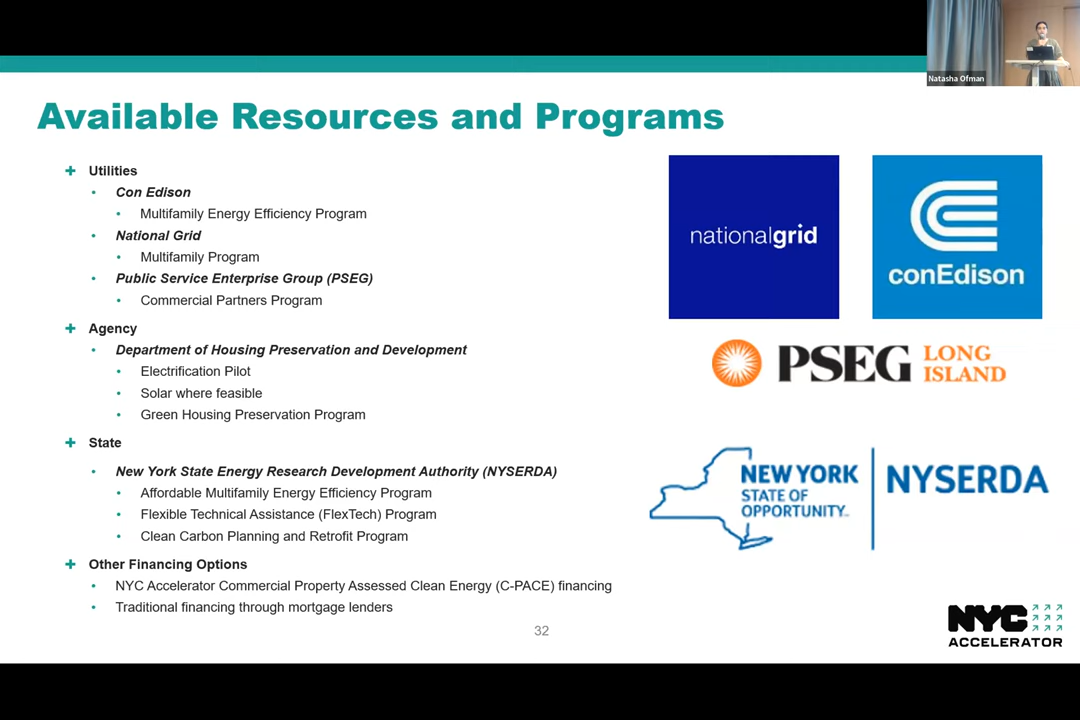 Natasha Ofman
Available Resources and Programs
Utilities
Con Edison
Multifamily Energy Efficiency Program
National Grid
Multifamily Program
Public Service Enterprise Group (PSEG)
Commercial Partners Program
Agency
Department of Housing Preservation and Development
Electrification Pilot
Solar where feasible
Green Housing Preservation Program
State
New York State Energy Research Development Authority (NYSERDA)
Affordable Multifamily Energy Efficiency Program
Flexible Technical Assistance (FlexTech) Program
Clean Carbon Planning and Retrofit Program
Other Financing Options
NYC Accelerator Commercial Property Assessed Clean Energy (C-PACE) financing
Traditional financing through mortgage lenders
nationalgrid
conEdison
PSEG LONG
ISLAND
NEW YORK
STATE OF
OPPORTUNITY™
NYSERDA
32
NYC
ACCELERATOR